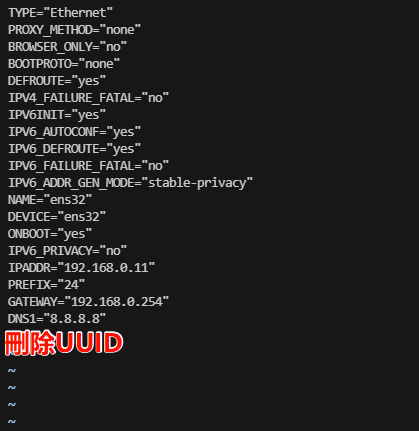 TYPE="Ethernet"
PROXY_METHOD="none"
BROWSER_ONLY="no"
BOOTPROTO="none"
DEFROUTE="yes"
IPV4_FAILURE_FATAL="no"
IPV6INIT="yes"
IPV6_AUTOCONF="yes"
IPV6_DEFROUTE="yes"
IPV6_FAILURE_FATAL="no"
IPV6_ADDR_GEN_MODE="stable-privacy"
NAME="ens32"
DEVICE="ens32"
ONBOOT="yes"
IPV6_PRIVACY="no"
IPADDR="192.168.0.11"
PREFIX="24"
GATEWAY="192.168.0.254"
DNS1="8.8.8.8"
刪除UUID
~
~
~
~